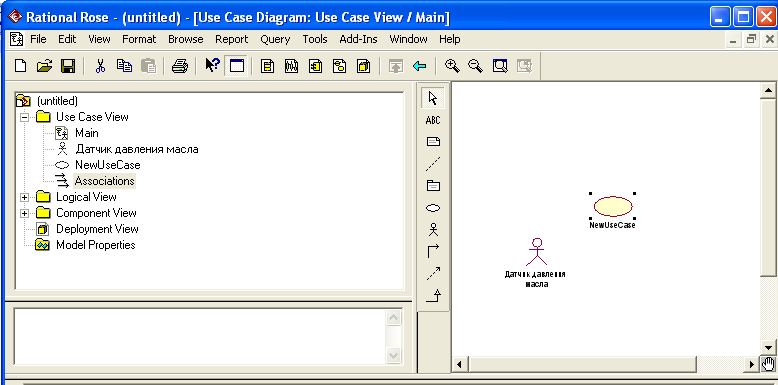 Rational Rose - (untitled) - [Use Case Diagram: Use Case View / Main]
File Edit View Format Browse Report Query Tools Add-Ins Window Help
(untitled)
Use Case View
Main
Датчик давления масла
NewUseCase
Associations
Logical View
Component View
Deployment View
Model Properties
ABC
NewUseCase
Датчик давления
масла